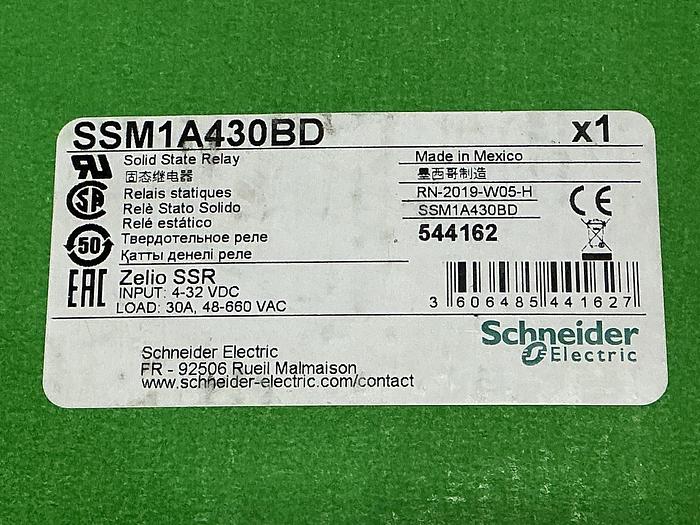 SSM1A430BD
x1
Solid State Relay
固态继电器
Relais statiques
Relè Stato Solido
Relé estático
Твердотельное реле
Қатты денелі реле
Made in Mexico
墨西哥制造
RN-2019-W05-H
SSM1A430BD
544162
CE
SA
50
EAC
Zelio SSR
INPUT: 4-32 VDC
LOAD: 30A, 48-660 VAC
3 606485 441627
Schneider Electric
FR - 92506 Rueil Malmaison
www.schneider-electric.com/contact
Schneider
Electric